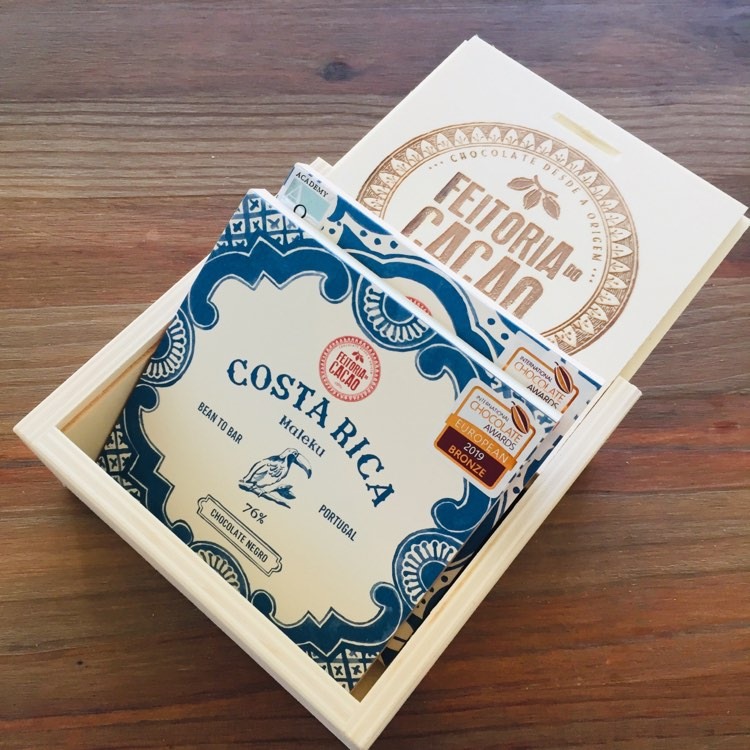 ... CHOCOLATE DESDE A ORIGEM ...
FEITORIA DO
CACAO
ACADEMY
INTERNATIONAL
CHOCOLATE
AWARDS
FEITORIA DO
CACAO
COSTA RICA
Maleku
BEAN TO BAR
PORTUGAL
76%
CHOCOLATE NEGRO
INTERNATIONAL
CHOCOLATE
AWARDS
EUROPEAN
2019
BRONZE